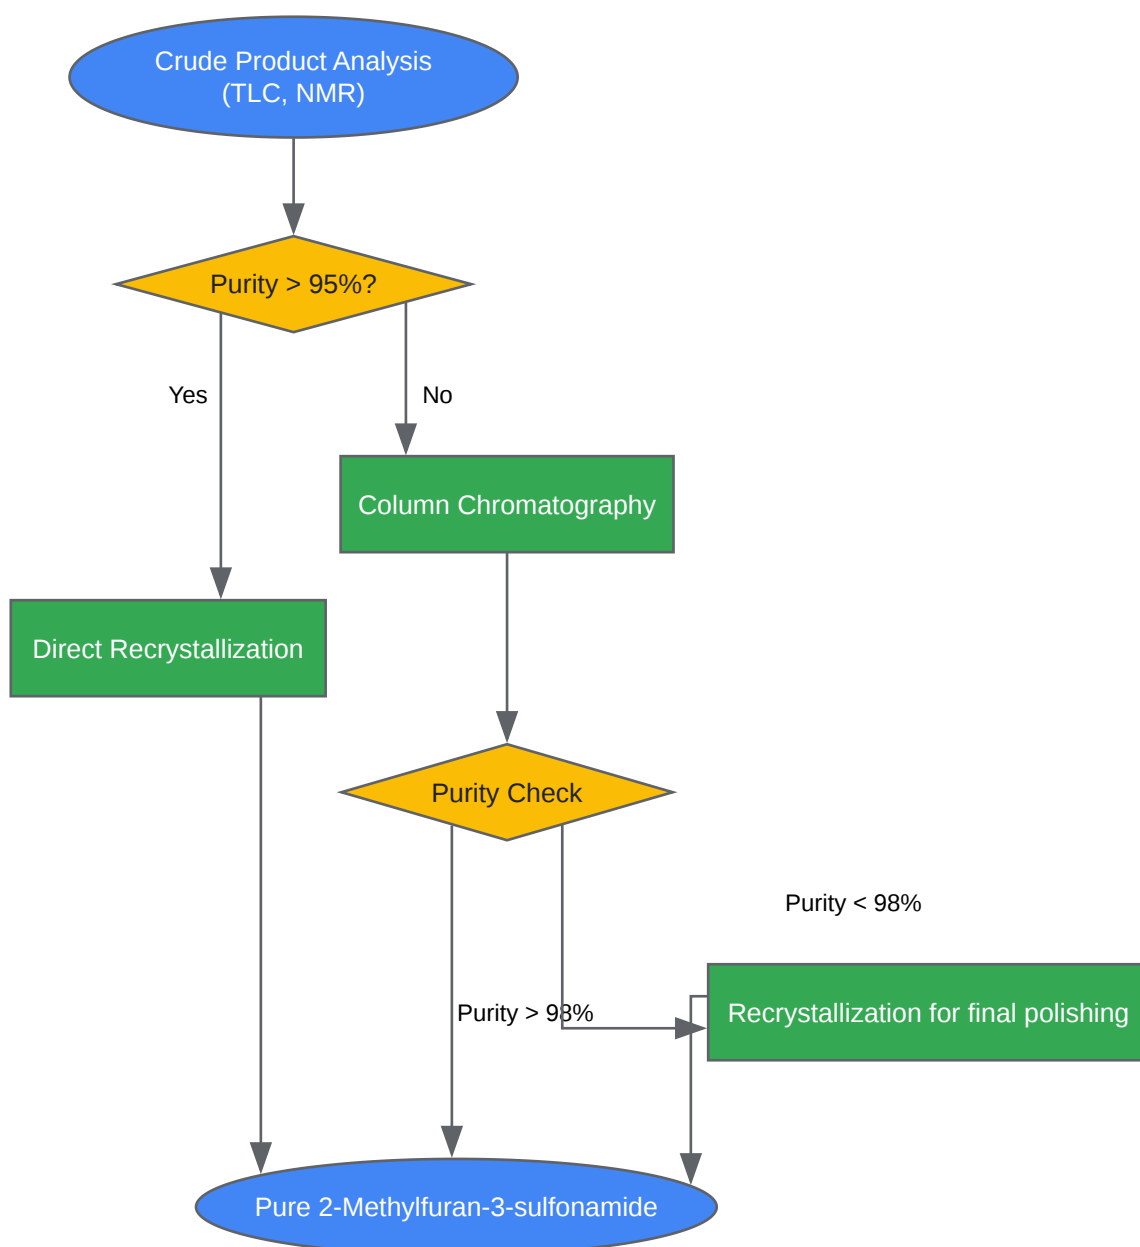 Crude Product Analysis
(TLC, NMR)
Purity > 95%?
Yes
No
Column Chromatography
Direct Recrystallization
Purity Check
Purity < 98%
Purity > 98%
Recrystallization for final polishing
Pure 2-Methylfuran-3-sulfonamide